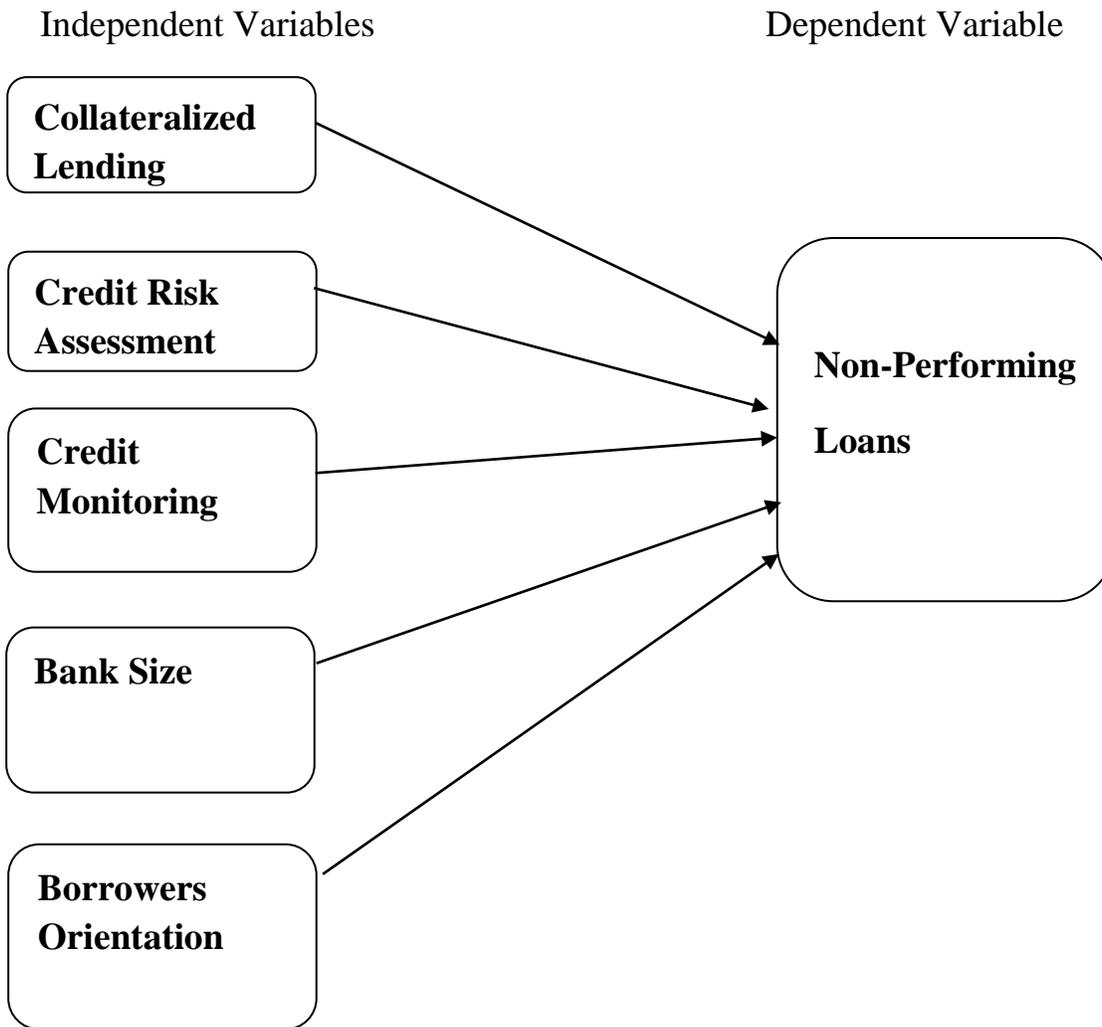 Independent Variables
Dependent Variable
Collateralized
Lending
Credit Risk
Assessment
Non-Performing
Loans
Credit
Monitoring
Bank Size
Borrowers
Orientation